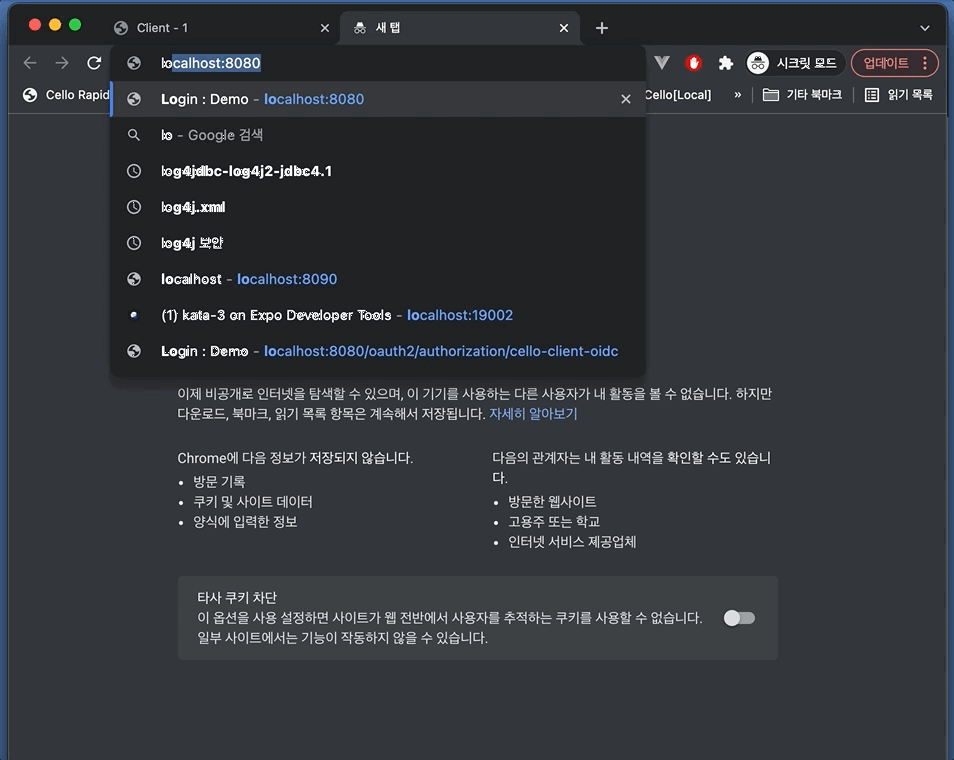 Client - 1
새 탭
localhost:8080
시크릿 모드
업데이트
Cello Rapid
Cello[Local]
»
기타 북마크
읽기 목록
Login : Demo - localhost:8080
lo - Google 검색
log4jdbc-log4j2-jdbc4.1
log4j.xml
log4j 보안
localhost - localhost:8090
(1) kata-3 on Expo Developer Tools - localhost:19002
Login : Demo - localhost:8080/oauth2/authorization/cello-client-oidc
이제 비공개로 인터넷을 탐색할 수 있으며, 이 기기를 사용하는 다른 사용자가 내 활동을 볼 수 없습니다. 하지만
다운로드, 북마크, 읽기 목록 항목은 계속해서 저장됩니다. 자세히 알아보기
Chrome에 다음 정보가 저장되지 않습니다.
• 방문 기록
• 쿠키 및 사이트 데이터
• 양식에 입력한 정보
다음의 관계자는 내 활동 내역을 확인할 수도 있습니
다.
• 방문한 웹사이트
• 고용주 또는 학교
• 인터넷 서비스 제공업체
타사 쿠키 차단
이 옵션을 사용 설정하면 사이트가 웹 전반에서 사용자를 추적하는 쿠키를 사용할 수 없습니다.
일부 사이트에서는 기능이 작동하지 않을 수 있습니다.